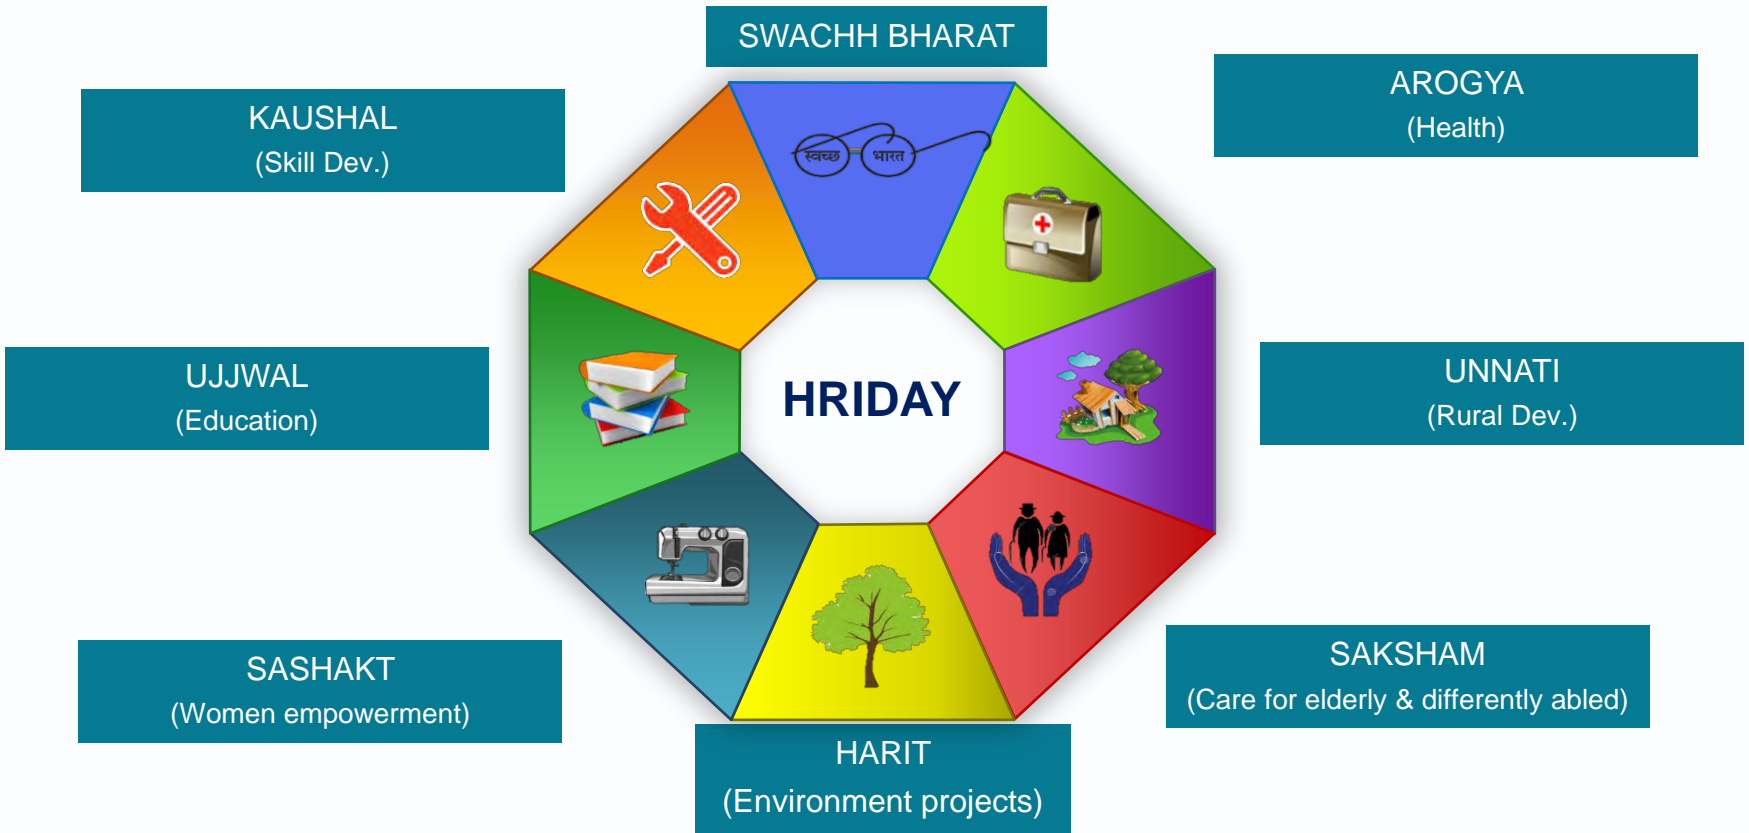 SWACHH BHARAT
AROGYA
(Health)
KAUSHAL
(Skill Dev.)
स्वच्छ भारत
UJJWAL
(Education)
HRIDAY
UNNATI
(Rural Dev.)
SASHAKT
(Women empowerment)
SAKSHAM
(Care for elderly & differently abled)
HARIT
(Environment projects)